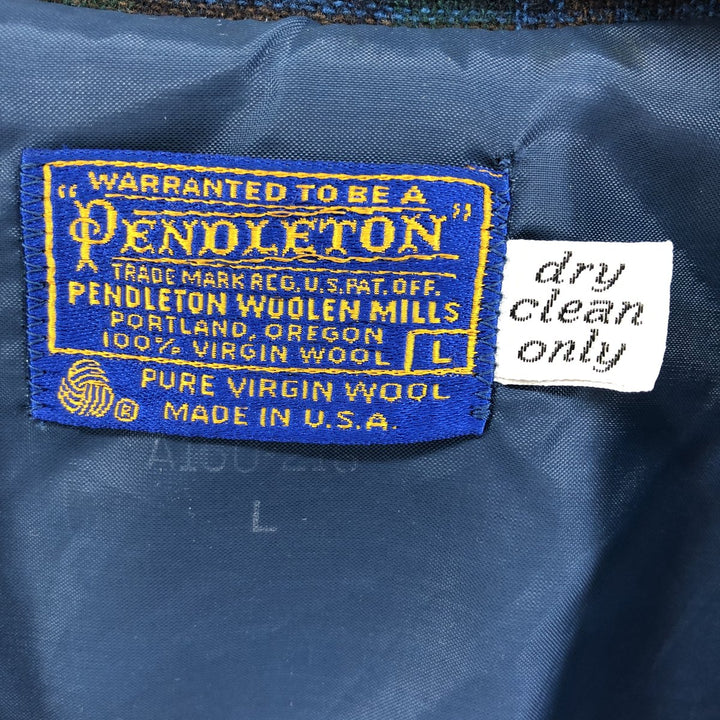 WARRANTED TO BE A
"PENDLETON"
TRADE MARK REG. U.S. PAT. OFF.
PENDLETON WOOLEN MILLS
PORTLAND, OREGON
100% VIRGIN WOOL L
PURE VIRGIN WOOL
® MADE IN U.S.A.
dry
clean
only
L